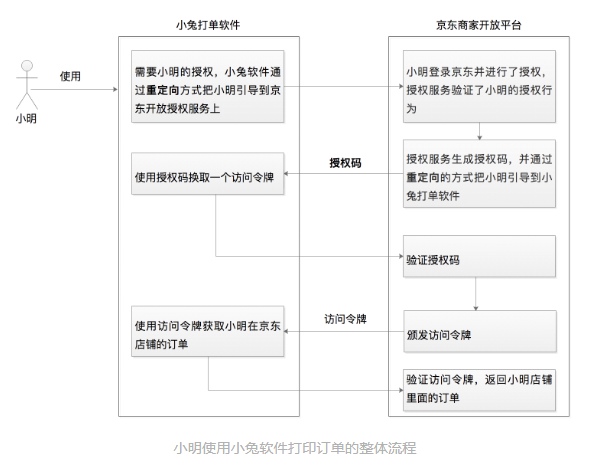 小兔打单软件
京东商家开放平台
使用
小明
需要小明的授权，小兔软件通
过重定向方式把小明引导到京
东开放授权服务上
小明登录京东并进行了授权，
授权服务验证了小明的授权行
为
授权码
使用授权码换取一个访问令牌
授权服务生成授权码，并通过
重定向的方式把小明引导到小
兔打单软件
验证授权码
访问令牌
使用访问令牌获取小明在京东
店铺的订单
颁发访问令牌
验证访问令牌，返回小明店铺
里面的订单
小明使用小兔软件打印订单的整体流程